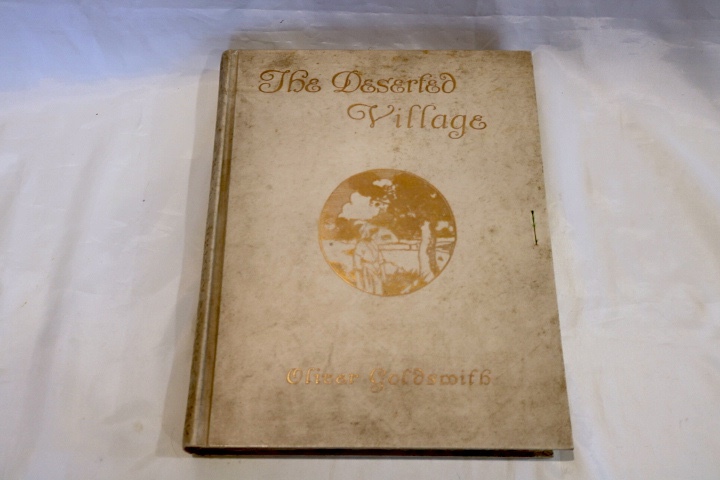 The Deserted
Village
Oliver Goldsmith